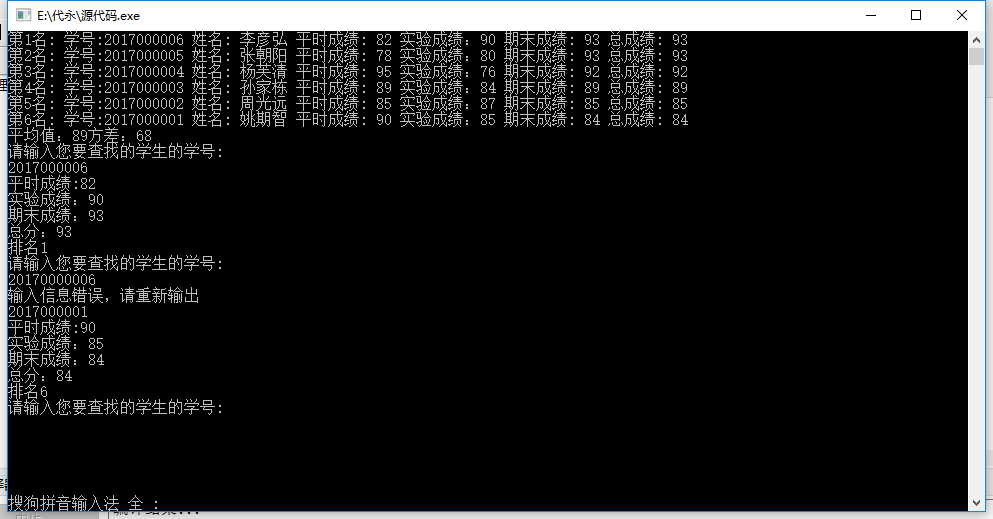 E:\代永\源代码.exe
第1名: 学号:2017000006 姓名: 李彦弘 平时成绩: 82 实验成绩: 90 期末成绩: 93 总成绩: 93
第2名: 学号:2017000005 姓名: 张朝阳 平时成绩: 78 实验成绩: 80 期末成绩: 93 总成绩: 93
第3名: 学号:2017000004 姓名: 杨芙清 平时成绩: 95 实验成绩: 76 期末成绩: 92 总成绩: 92
第4名: 学号:2017000003 姓名: 孙家栋 平时成绩: 89 实验成绩: 84 期末成绩: 89 总成绩: 89
第5名: 学号:2017000002 姓名: 周光远 平时成绩: 85 实验成绩: 87 期末成绩: 85 总成绩: 85
第6名: 学号:2017000001 姓名: 姚期智 平时成绩: 90 实验成绩: 85 期末成绩: 84 总成绩: 84
平均值: 89方差: 68
请输入您要查找的学生的学号:
2017000006
平时成绩:82
实验成绩: 90
期末成绩: 93
总分: 93
排名1
请输入您要查找的学生的学号:
20170000006
输入信息错误，请重新输出
2017000001
平时成绩:90
实验成绩: 85
期末成绩: 84
总分: 84
排名6
请输入您要查找的学生的学号:
搜狗拼音输入法 全 :